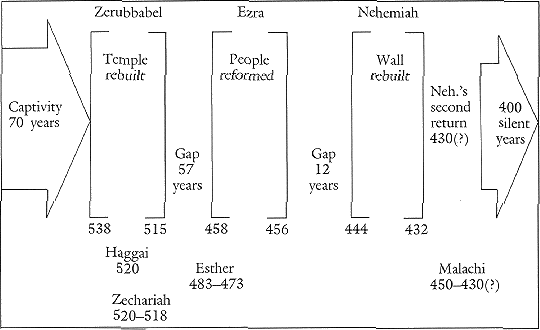 Zerubbabel
Ezra
Nehemiah
Captivity
70 years
Temple
rebuilt
Gap
57
years
People
reformed
Gap
12
years
Wall
rebuilt
Neh.'s
second
return
430(?)
400
silent
years
538
515
458
456
444
432
Haggai
520
Zechariah
520–518
Esther
483–473
Malachi
450–430(?)